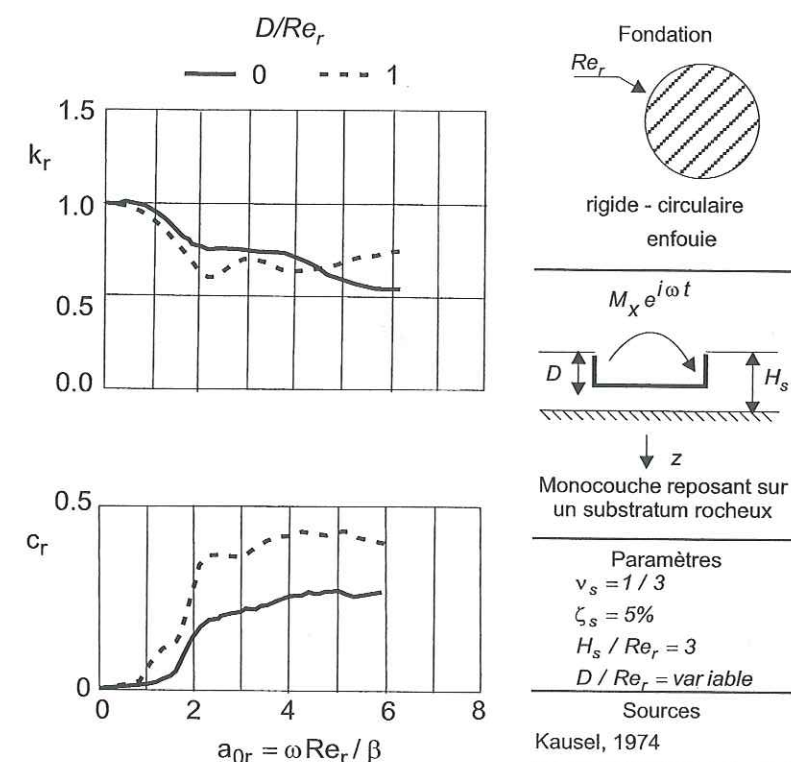 D/Re_r
0 1
1.5
k_r
1.0
0.5
0.0
0.5
c_r
0
0 2 4 6 8
a_0r = ωRe_r / β
Fondation
Re_r
rigide - circulaire
enfouie
M_x e^{iωt}
D
H_s
z
Monocouche reposant sur
un substratum rocheux
Paramètres
ν_s = 1 / 3
ζ_s = 5%
H_s / Re_r = 3
D / Re_r = var iable
Sources
Kausel, 1974